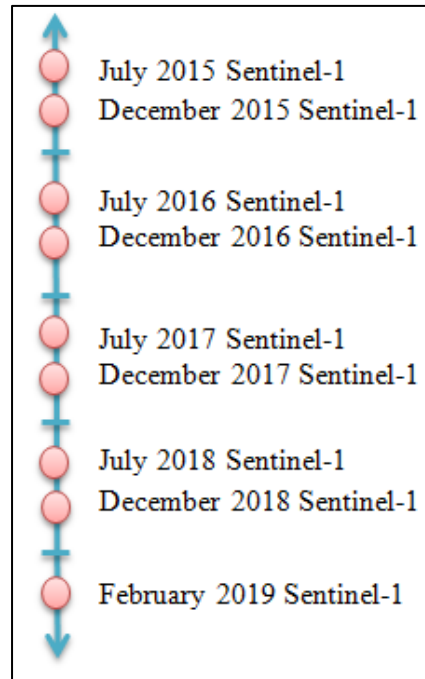 July 2015 Sentinel-1
December 2015 Sentinel-1
July 2016 Sentinel-1
December 2016 Sentinel-1
July 2017 Sentinel-1
December 2017 Sentinel-1
July 2018 Sentinel-1
December 2018 Sentinel-1
February 2019 Sentinel-1